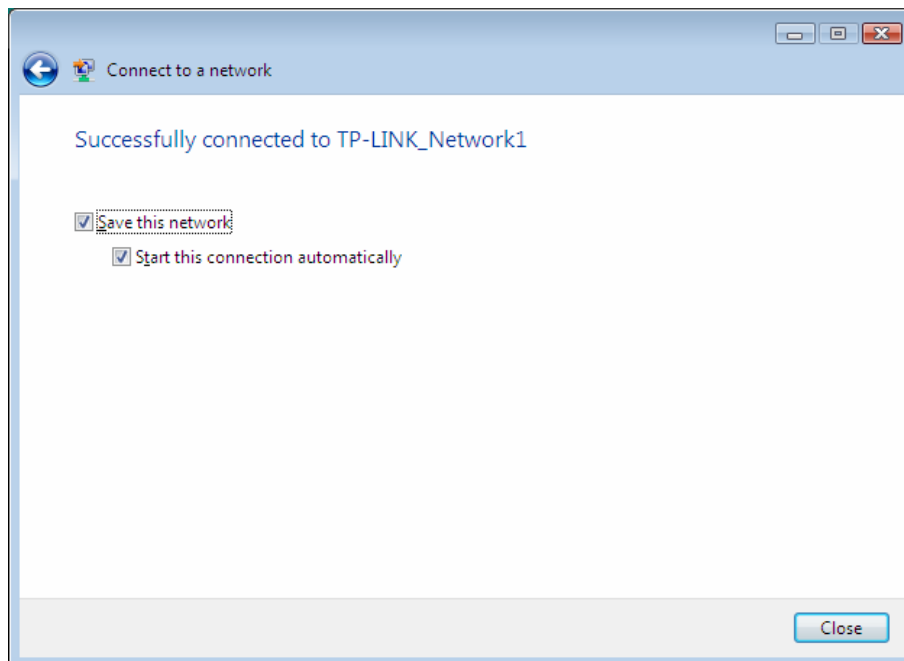 Connect to a network
Successfully connected to TP-LINK_Network1
Save this network
Start this connection automatically
Close